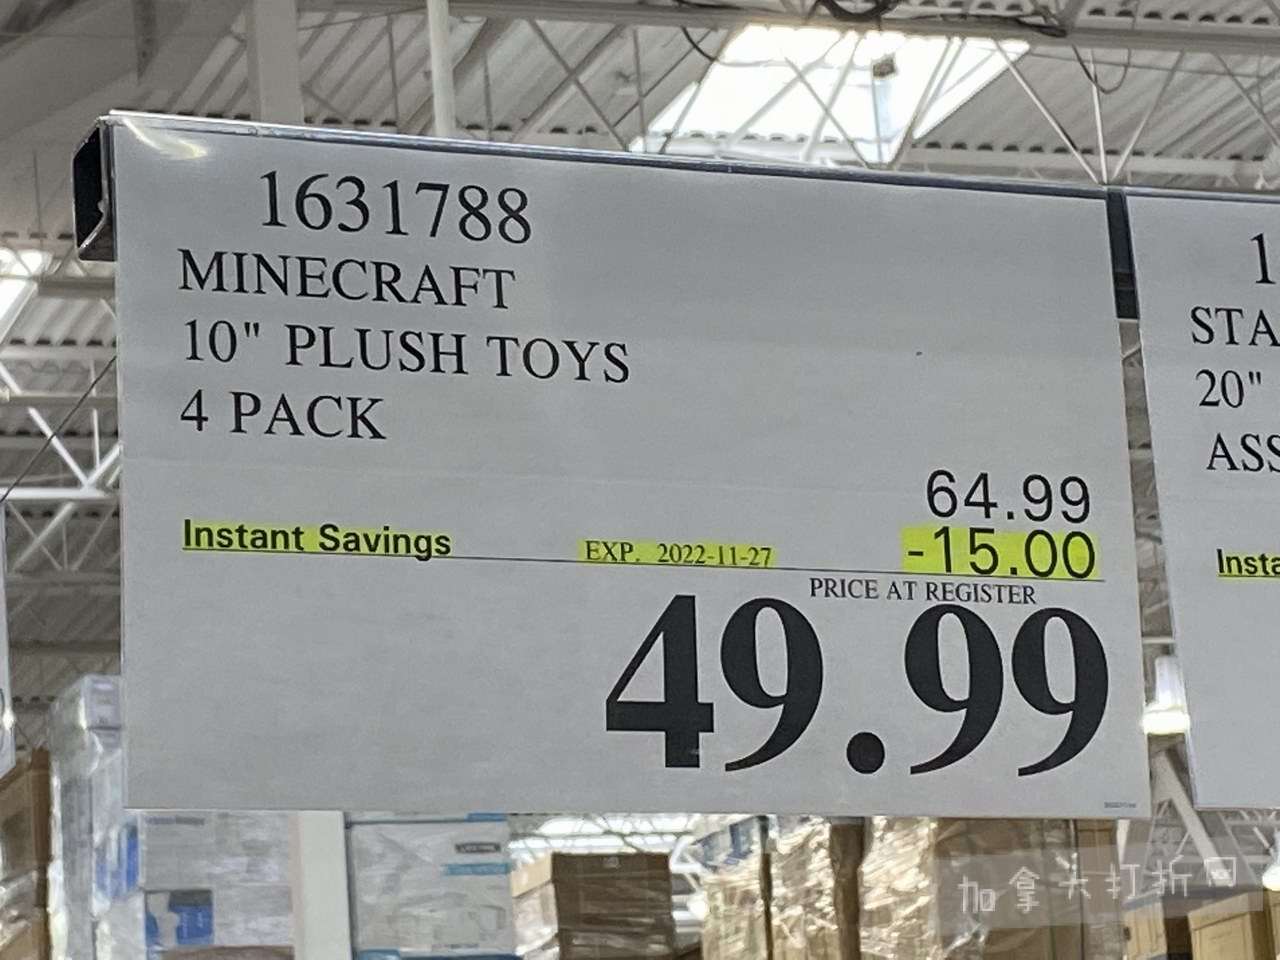 1631788
MINECRAFT
10" PLUSH TOYS
4 PACK
64.99
Instant Savings EXP. 2022-11-27 -15.00
PRICE AT REGISTER
49.99
1
STA
20"
ASS
Insta
加拿大打折网